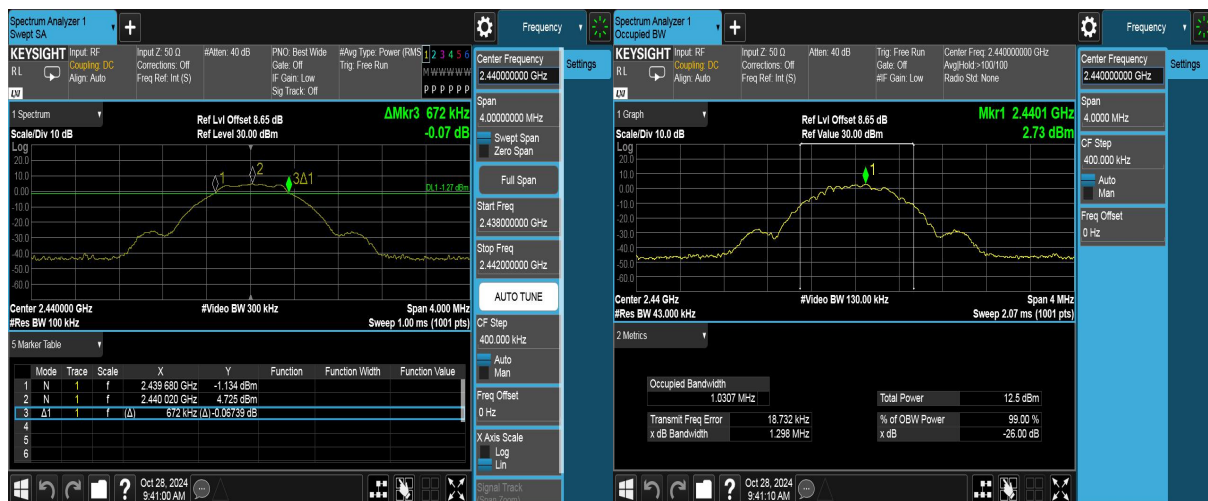 Spectrum Analyzer 1
Swept SA
+
Frequency
KEYSIGHT
RL
LXI
Input: RF
Coupling: DC
Align: Auto
Input Z: 50 Ω
Corrections: Off
Freq Ref: Int (S)
#Atten: 40 dB
PNO: Best Wide
Gate: Off
IF Gain: Low
Sig Track: Off
#Avg Type: Power (RMS
Trig: Free Run
1 2 3 4 5 6
M W W W W W
P P P P P P
1 Spectrum
Scale/Div 10 dB
Ref Lvl Offset 8.65 dB
Ref Level 30.00 dBm
ΔMkr3 672 kHz
-0.07 dB
Log
20.0
10.0
0.00
-10.0
-20.0
-30.0
-40.0
-50.0
-60.0
1
2
3Δ1
DL1 -1.27 dBm
Center 2.440000 GHz
#Res BW 100 kHz
#Video BW 300 kHz
Span 4.000 MHz
Sweep 1.00 ms (1001 pts)
5 Marker Table
Mode Trace Scale X Y Function Function Width Function Value
1 N 1 f 2.439 680 GHz -1.134 dBm
2 N 1 f 2.440 020 GHz 4.725 dBm
3 Δ1 1 f (Δ) 672 kHz (Δ) -0.06739 dB
4
5
6
Oct 28, 2024
9:41:00 AM
Center Frequency
2.440000000 GHz
Span
4.00000000 MHz
Swept Span
Zero Span
Full Span
Start Freq
2.438000000 GHz
Stop Freq
2.442000000 GHz
AUTO TUNE
CF Step
400.000 kHz
Auto
Man
Freq Offset
0 Hz
X Axis Scale
Log
Lin
Signal Track
(Span Zoom)
Settings
Spectrum Analyzer 1
Occupied BW
+
Frequency
KEYSIGHT
RL
LXI
Input: RF
Coupling: DC
Align: Auto
Input Z: 50 Ω
Corrections: Off
Freq Ref: Int (S)
Atten: 40 dB
Trig: Free Run
Gate: Off
#IF Gain: Low
Center Freq: 2.440000000 GHz
Avg|Hold:>100/100
Radio Std: None
1 Graph
Scale/Div 10.0 dB
Ref Lvl Offset 8.65 dB
Ref Value 30.00 dBm
Mkr1 2.4401 GHz
2.73 dBm
Log
20.0
10.0
0.00
-10.0
-20.0
-30.0
-40.0
-50.0
-60.0
1
Center 2.44 GHz
#Res BW 43.000 kHz
#Video BW 130.00 kHz
Span 4 MHz
Sweep 2.07 ms (1001 pts)
2 Metrics
Occupied Bandwidth
1.0307 MHz
Transmit Freq Error 18.732 kHz
x dB Bandwidth 1.298 MHz
Total Power 12.5 dBm
% of OBW Power 99.00 %
x dB -26.00 dB
Oct 28, 2024
9:41:10 AM
Center Frequency
2.440000000 GHz
Span
4.0000 MHz
CF Step
400.000 kHz
Auto
Man
Freq Offset
0 Hz
Settings